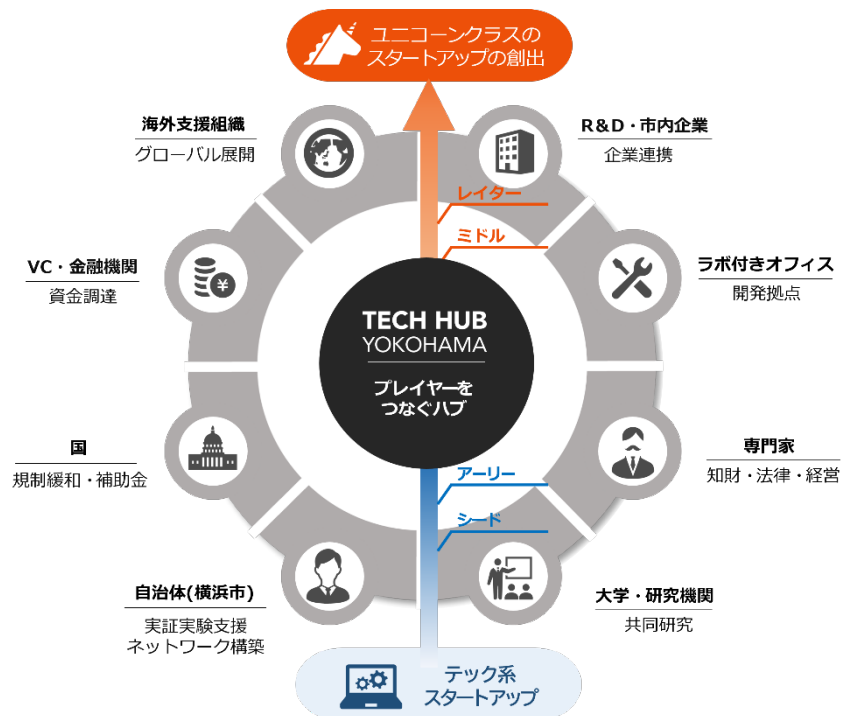 ユニコーンクラスの
スタートアップの創出
海外支援組織
グローバル展開
R&D・市内企業
企業連携
レイター
ミドル
VC・金融機関
資金調達
¥
ラボ付きオフィス
開発拠点
TECH HUB
YOKOHAMA
プレイヤーを
つなぐハブ
国
規制緩和・補助金
専門家
知財・法律・経営
アーリー
シード
自治体(横浜市)
実証実験支援
ネットワーク構築
大学・研究機関
共同研究
テック系
スタートアップ